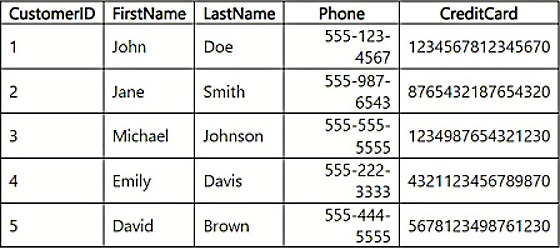 CustomerID FirstName LastName Phone CreditCard
1 John Doe 555-123-
4567 1234567812345670
2 Jane Smith 555-987-
6543 8765432187654320
3 Michael Johnson 555-555-
5555 1234987654321230
4 Emily Davis 555-222-
3333 4321123456789870
5 David Brown 555-444-
5555 5678123498761230